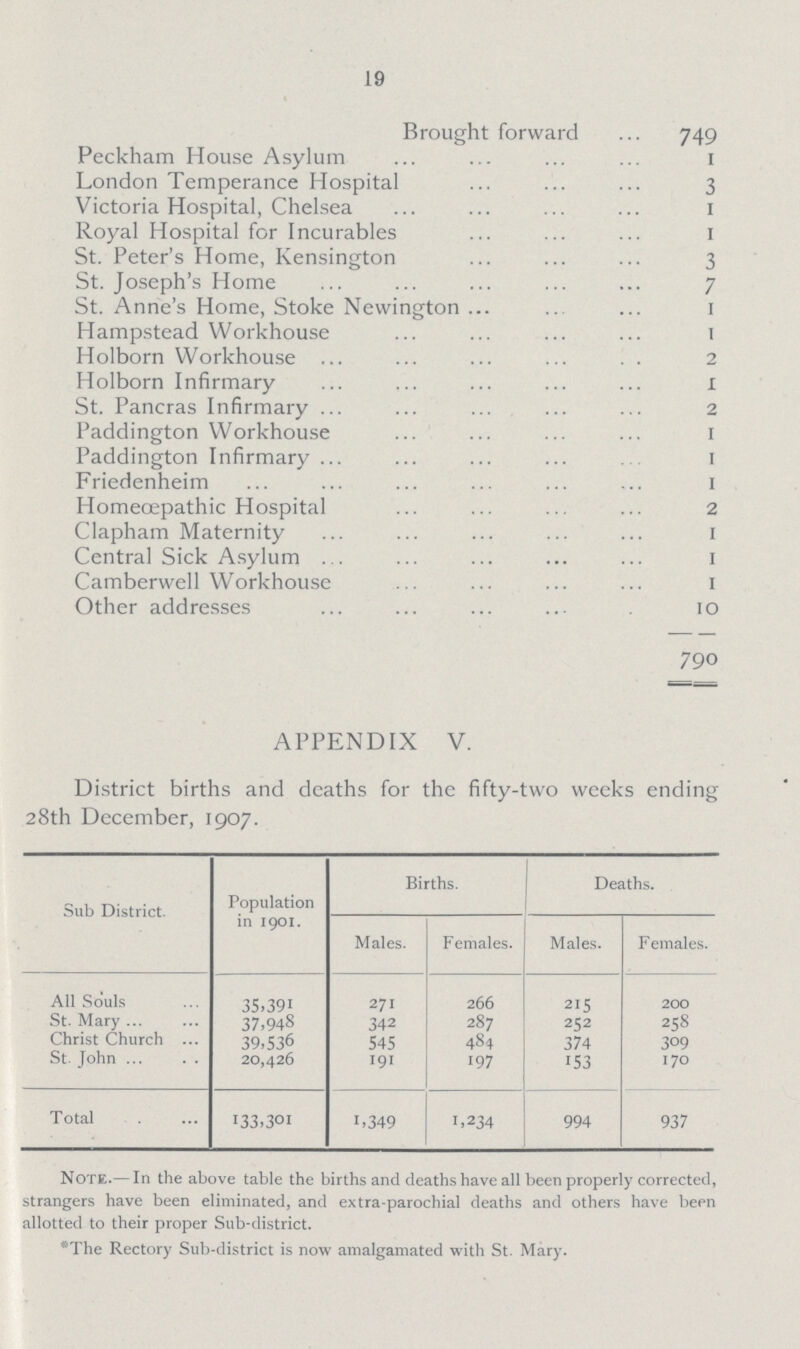 19
Brought forward ... 749
Peckham House Asylum ... ... ... ... 1
London Temperance Hospital ... ... ... 3
Victoria Hospital, Chelsea ... ... ... ... 1
Royal Hospital for Incurables ... ... ... 1
St. Peter's Home, Kensington ... ... ... 3
St. Joseph's Home ... ... ... ... ... 7
St. Anne's Home, Stoke Newington ... ... ... 1
Hampstead Workhouse ... ... ... ... 1
Holborn Workhouse ... ... ... ... . . 2
Holborn Infirmary ... ... ... ... ... 1
St. Pancras Infirmary ... ... ... ... ... 2
Paddington Workhouse ... ... ... ... 1
Paddington Infirmary ... ... ... ... ... 1
Friedenheim ... ... ... ... ... ... 1
Homeœpathic Hospital ... ... ... ... 2
Clapham Maternity ... ... ... ... ... 1
Central Sick Asylum ... ... ... ... ... 1
Camberwell Workhouse ... ... ... ... 1
Other addresses ... ... ... ... . 10
790
APPENDIX V.
District births and deaths for the fifty-two weeks ending
28th December, 1907.
Sub District. Population in 1901. Births. Deaths.
Males. Females. Males. Females.
All Souls ... 35,391 271 266 215 200
St. Mary ... ... 37,948 342 287 252 258
Christ Church ... 39,536 545 484 374 309
St. John ... . . 20,426 191 197 153 170
Total . ... 133,301 1,349 1,234 994 937
NOTE.—In the above table the births and deaths have all been properly corrected,
strangers have been eliminated, and extra-parochial deaths and others have been
allotted to their proper Sub-district.
*The Rectory Sub-district is now amalgamated with St. Mary.